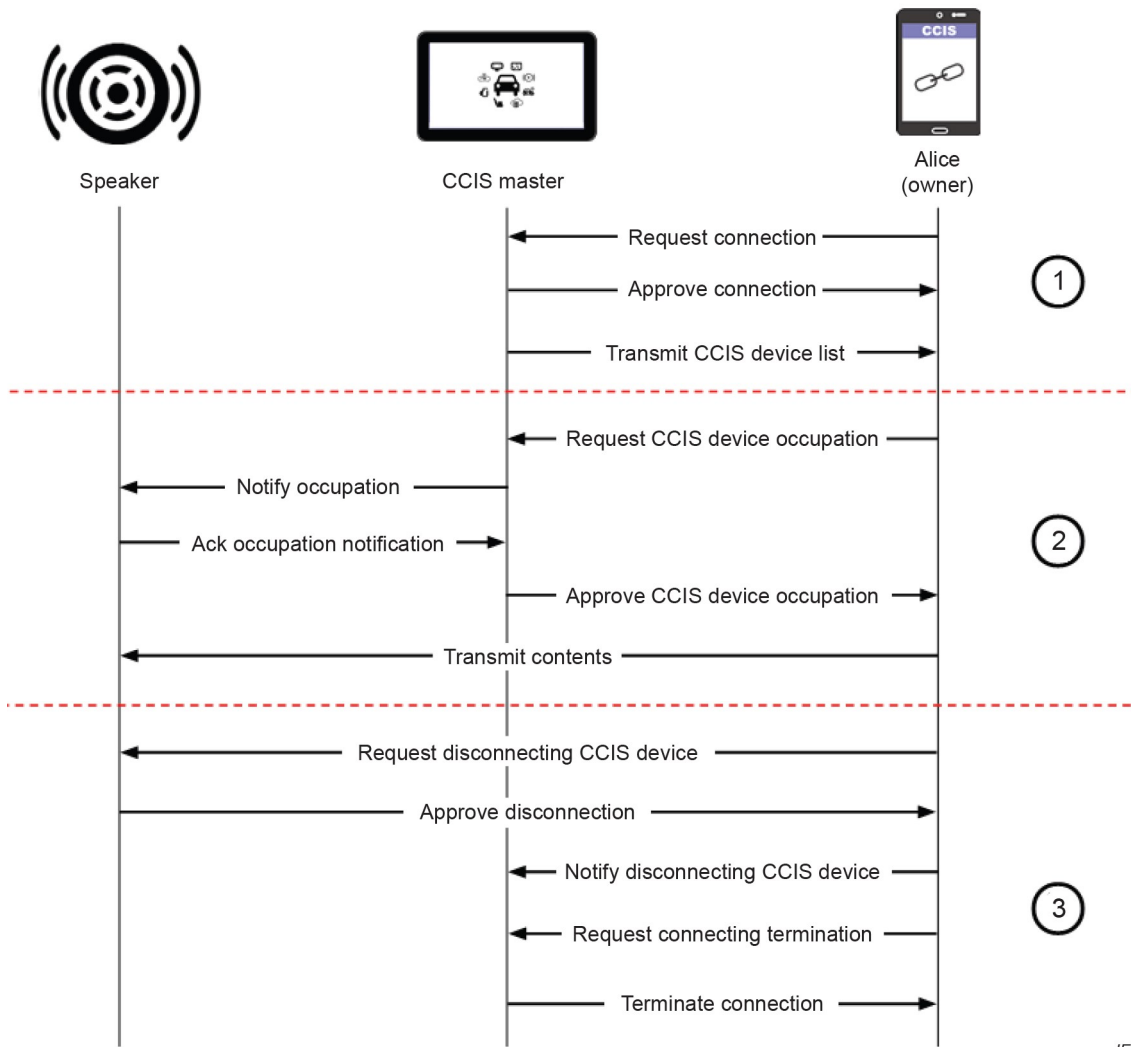 CCIS
Speaker
CCIS master
Alice
(owner)
Request connection
1
Approve connection
Transmit CCIS device list
Request CCIS device occupation
Notify occupation
2
Ack occupation notification
Approve CCIS device occupation
Transmit contents
Request disconnecting CCIS device
Approve disconnection
Notify disconnecting CCIS device
3
Request connecting termination
Terminate connection